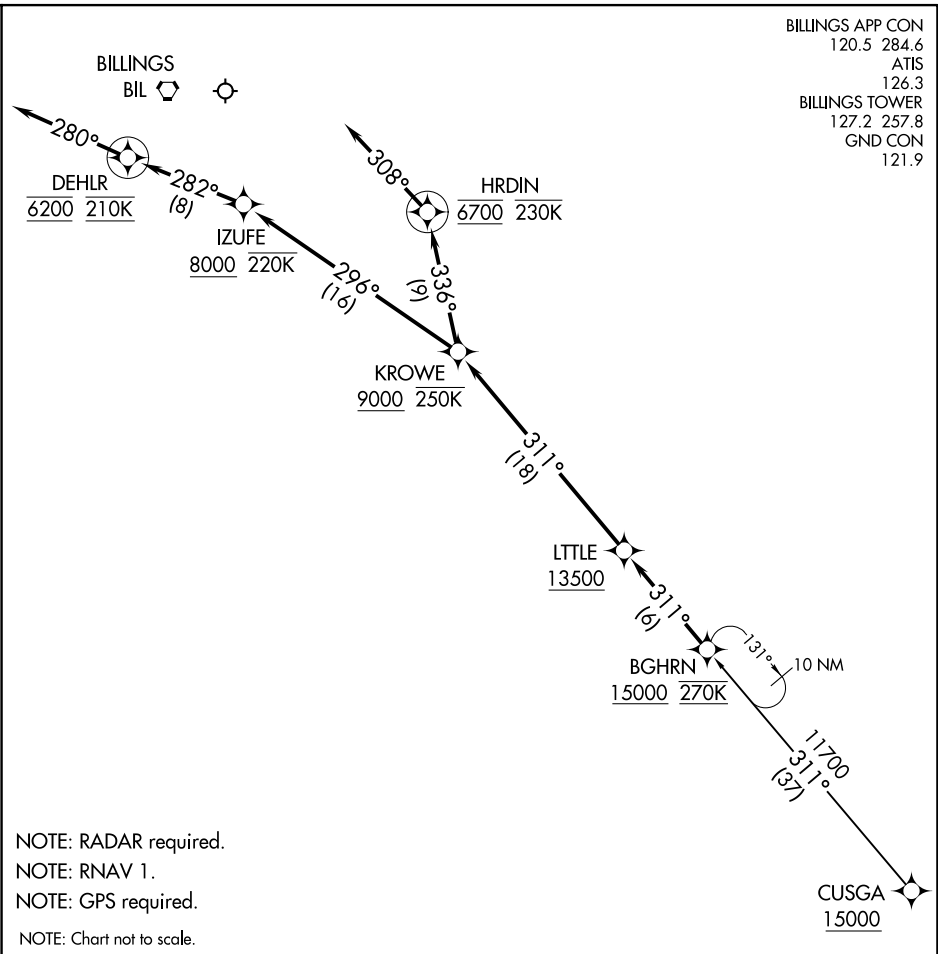 BILLINGS APP CON
120.5 284.6
ATIS
126.3
BILLINGS TOWER
127.2 257.8
GND CON
121.9
BILLINGS
BIL
280°
DEHLR
6200 210K
282°
(8)
IZUFE
8000 220K
308°
HRDIN
6700 230K
336°
(9)
296°
(16)
KROWE
9000 250K
311°
(18)
LTTLE
13500
311°
(6)
BGHRN
15000 270K
131°
10 NM
11700
311°
(37)
CUSGA
15000
NOTE: RADAR required.
NOTE: RNAV 1.
NOTE: GPS required.
NOTE: Chart not to scale.